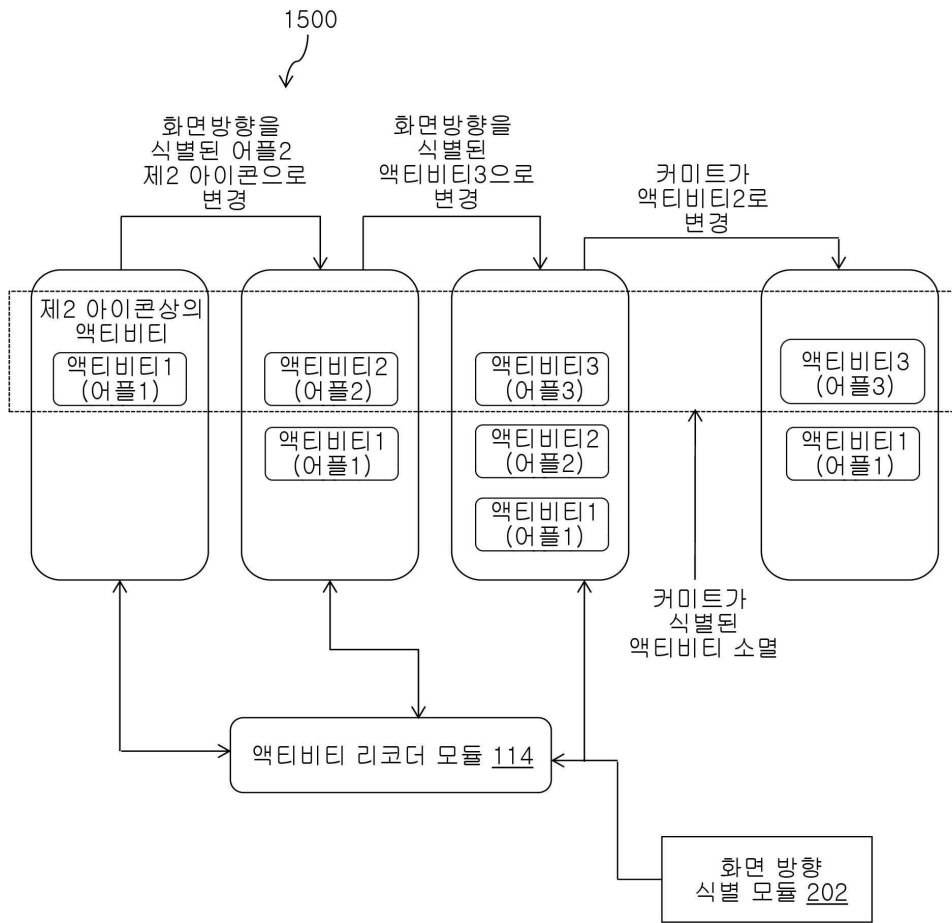 1500
화면방향을
식별된 어플2
제2 아이콘으로
변경
화면방향을
식별된
액티비티3으로
변경
커미트가
액티비티2로
변경
제2 아이콘상의
액티비티
액티비티1
(어플1)
액티비티2
(어플2)
액티비티1
(어플1)
액티비티3
(어플3)
액티비티2
(어플2)
액티비티1
(어플1)
액티비티3
(어플3)
액티비티1
(어플1)
커미트가
식별된
액티비티 소멸
액티비티 리코더 모듈 114
화면 방향
식별 모듈 202